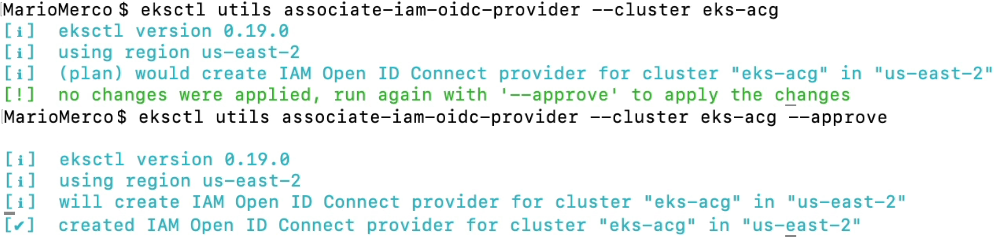 MarioMerco$ eksctl utils associate-iam-oidc-provider --cluster eks-acg
[ℹ]  eksctl version 0.19.0
[ℹ]  using region us-east-2
[ℹ]  (plan) would create IAM Open ID Connect provider for cluster "eks-acg" in "us-east-2"
[!]  no changes were applied, run again with '--approve' to apply the changes
MarioMerco$ eksctl utils associate-iam-oidc-provider --cluster eks-acg --approve
[ℹ]  eksctl version 0.19.0
[ℹ]  using region us-east-2
[ℹ]  will create IAM Open ID Connect provider for cluster "eks-acg" in "us-east-2"
[✔]  created IAM Open ID Connect provider for cluster "eks-acg" in "us-east-2"